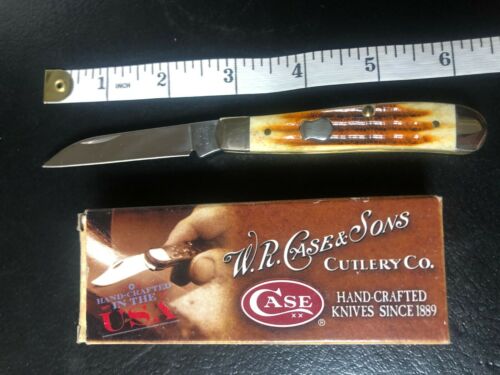 1 INCH 2 3 4 5 6
W.R. CASE & SONS
CUTLERY CO.
HAND-CRAFTED
IN THE
USA
CASE
XX
®
HAND-CRAFTED
KNIVES SINCE 1889